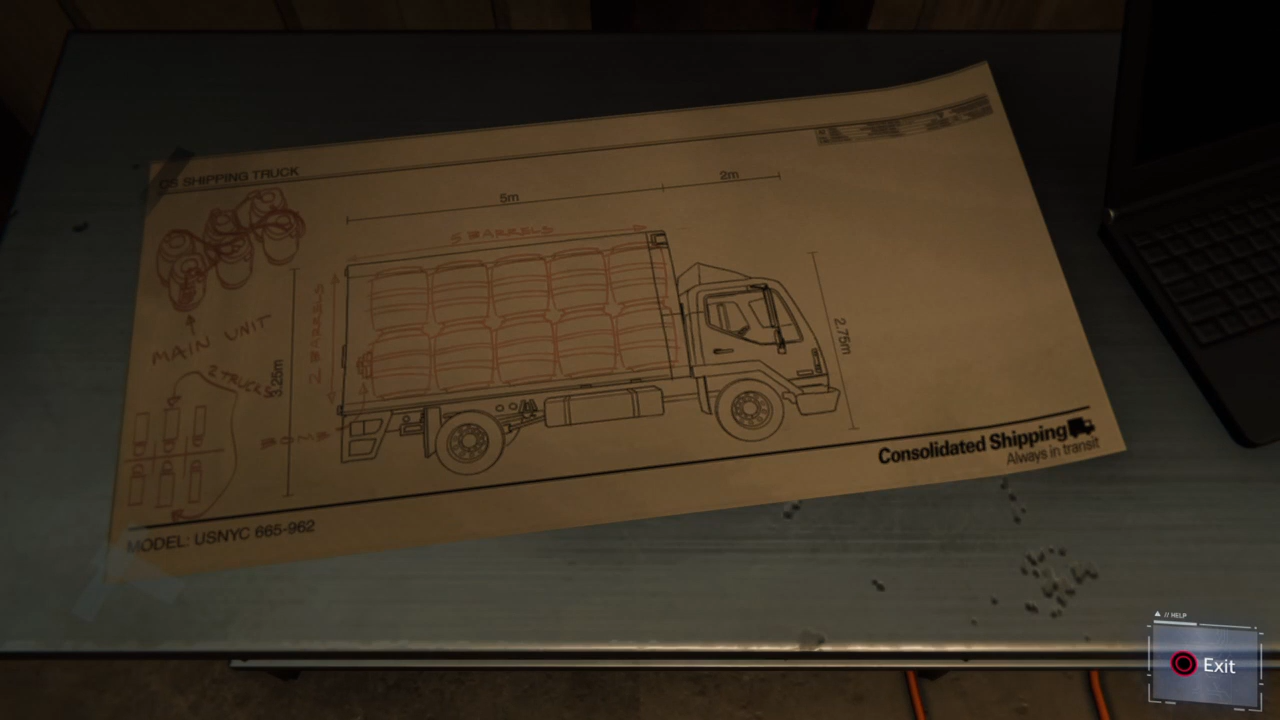 CS SHIPPING TRUCK
5m
2m
5 BARRELS
2 BARRELS
MAIN UNIT
2 TRUCKS
3.25m
2.75m
Consolidated Shipping
Always in transit
MODEL: USNYC 665-962
// HELP
Exit